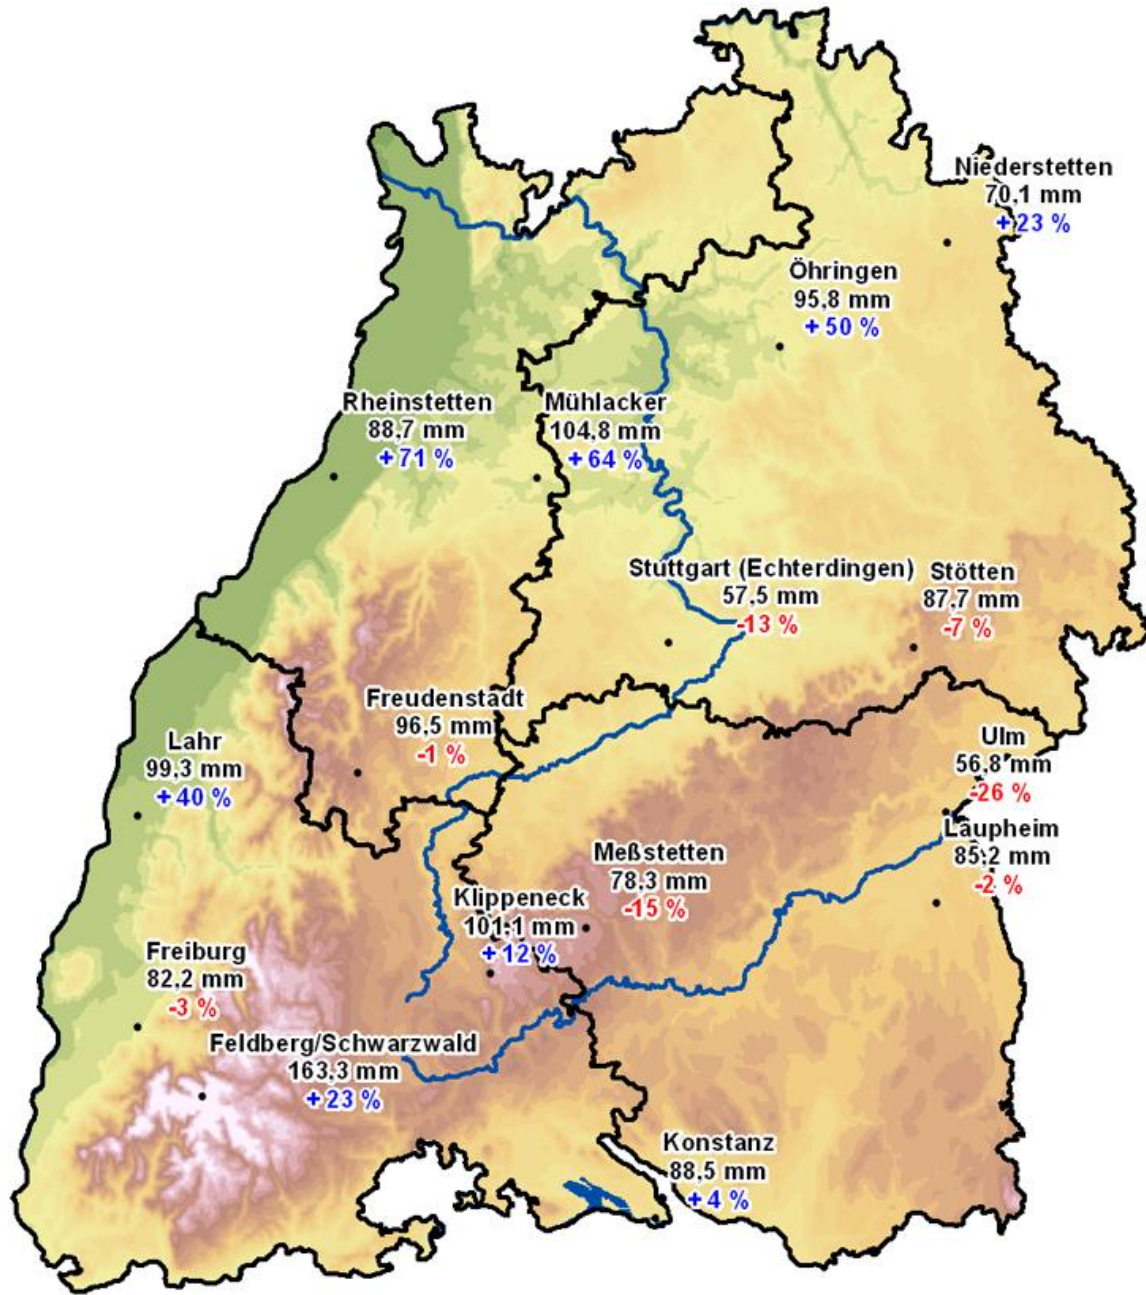 Niederstetten
70,1 mm
+ 23 %
Öhringen
95,8 mm
+ 50 %
Rheinstetten
88,7 mm
+ 71 %
Mühlacker
104,8 mm
+ 64 %
Stuttgart (Echterdingen)
57,5 mm
-13 %
Stötten
87,7 mm
-7 %
Freudenstadt
96,5 mm
-1 %
Lahr
99,3 mm
+ 40 %
Ulm
56,8 mm
-26 %
Laupheim
85,2 mm
-2 %
Meßstetten
78,3 mm
-15 %
Klippeneck
101,1 mm
+ 12 %
Freiburg
82,2 mm
-3 %
Feldberg/Schwarzwald
163,3 mm
+ 23 %
Konstanz
88,5 mm
+ 4 %